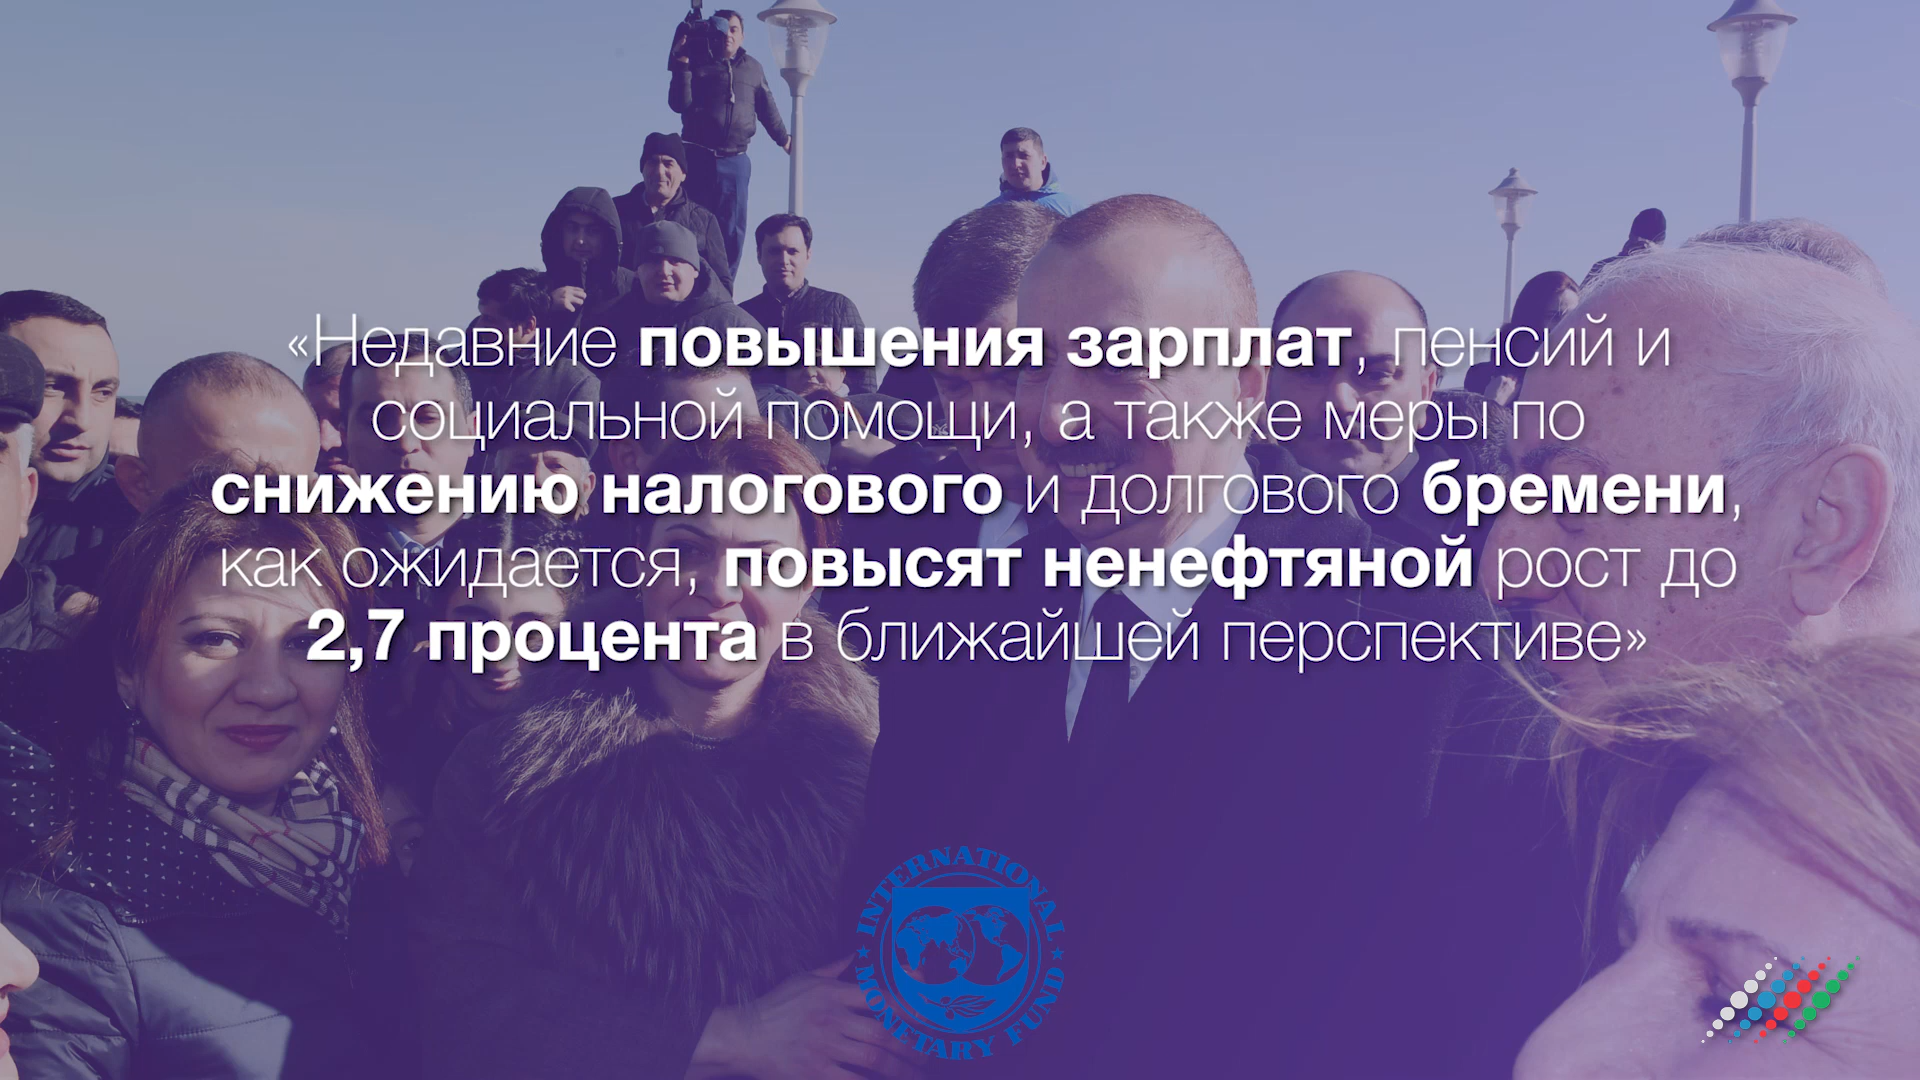 «Недавние повышения зарплат, пенсий и
социальной помощи, а также меры по
снижению налогового и долгового бремени,
как ожидается, повысят ненефтяной рост до
2,7 процента в ближайшей перспективе»
INTERNATIONAL
MONETARY FUND